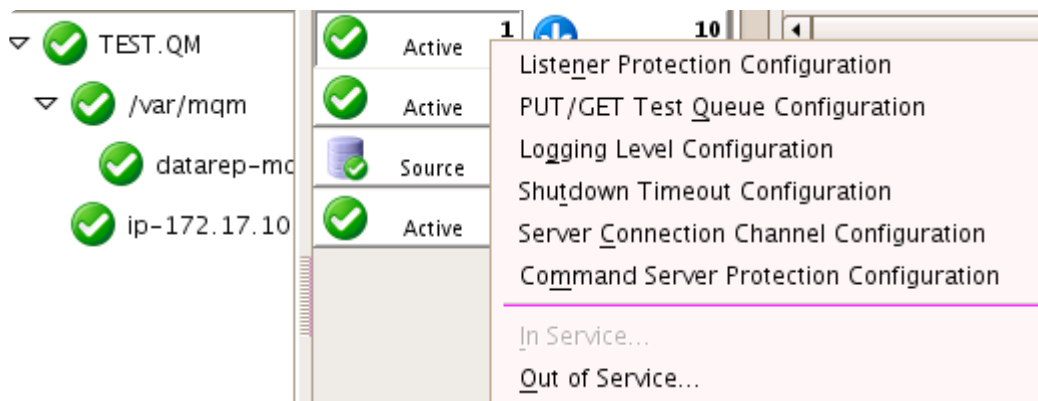 TEST.QM
/var/mqm
ip-172.17.10
Active
1
10
Active
Source
Active
Listener Protection Configuration
PUT/GET Test Queue Configuration
Logging Level Configuration
Shutdown Timeout Configuration
Server Connection Channel Configuration
Command Server Protection Configuration
In Service...
Out of Service...